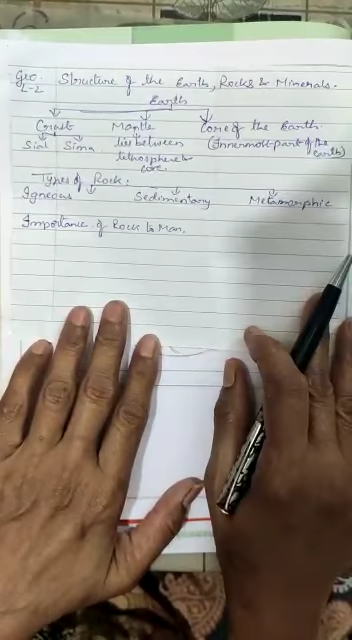 Geo. Structure of the Earth, Rocks & Minerals.
L-2
Earth
Crust Mantle Core of the Earth
Sial Sima lies between (Innermost part of the earth)
lithosphere &
core.
Types of Rock:
Igneous Sedimentary Metamorphic
Importance of Rock to Man.